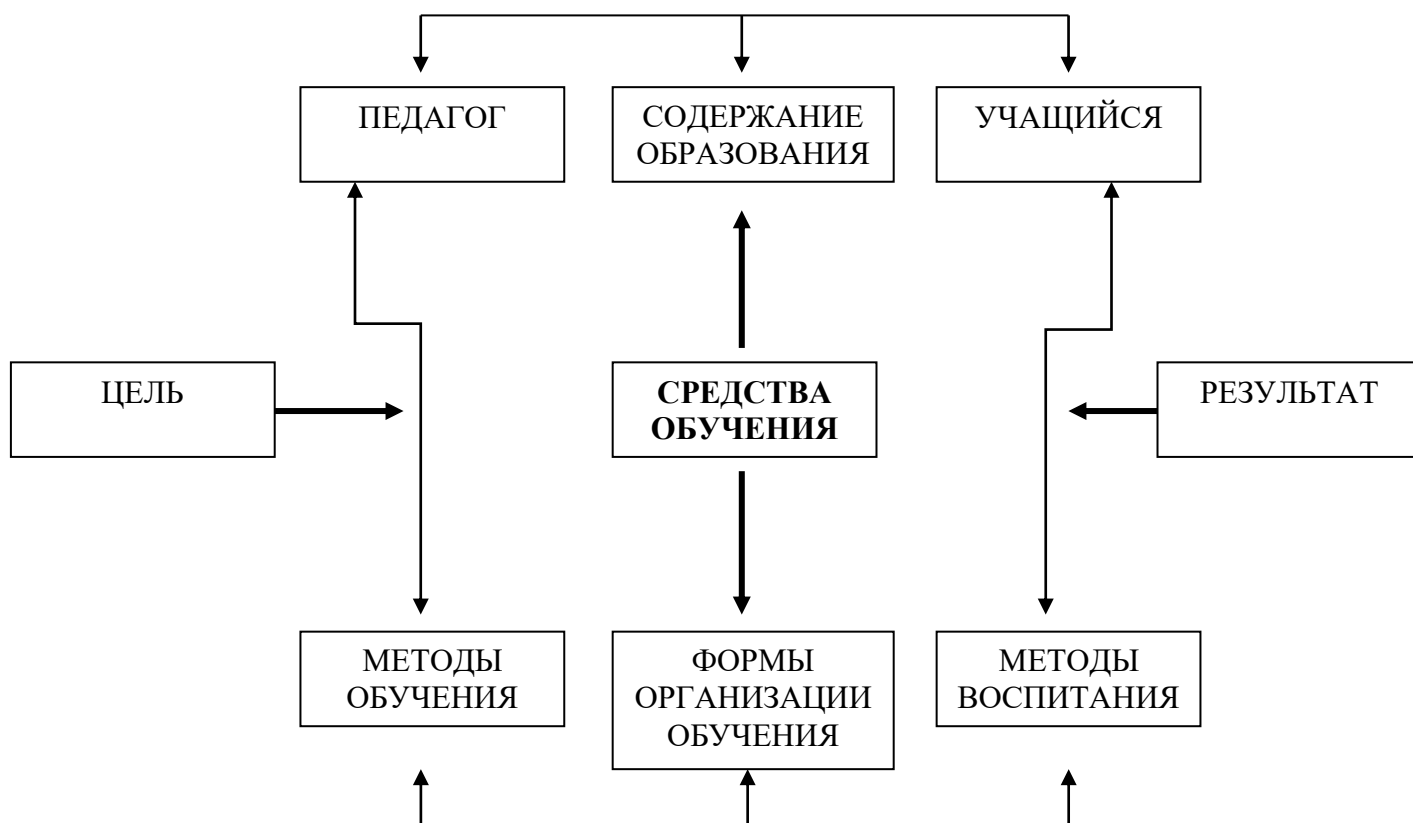 ПЕДАГОГ
СОДЕРЖАНИЕ
ОБРАЗОВАНИЯ
УЧАЩИЙСЯ
ЦЕЛЬ
СРЕДСТВА
ОБУЧЕНИЯ
РЕЗУЛЬТАТ
МЕТОДЫ
ОБУЧЕНИЯ
ФОРМЫ
ОРГАНИЗАЦИИ
ОБУЧЕНИЯ
МЕТОДЫ
ВОСПИТАНИЯ